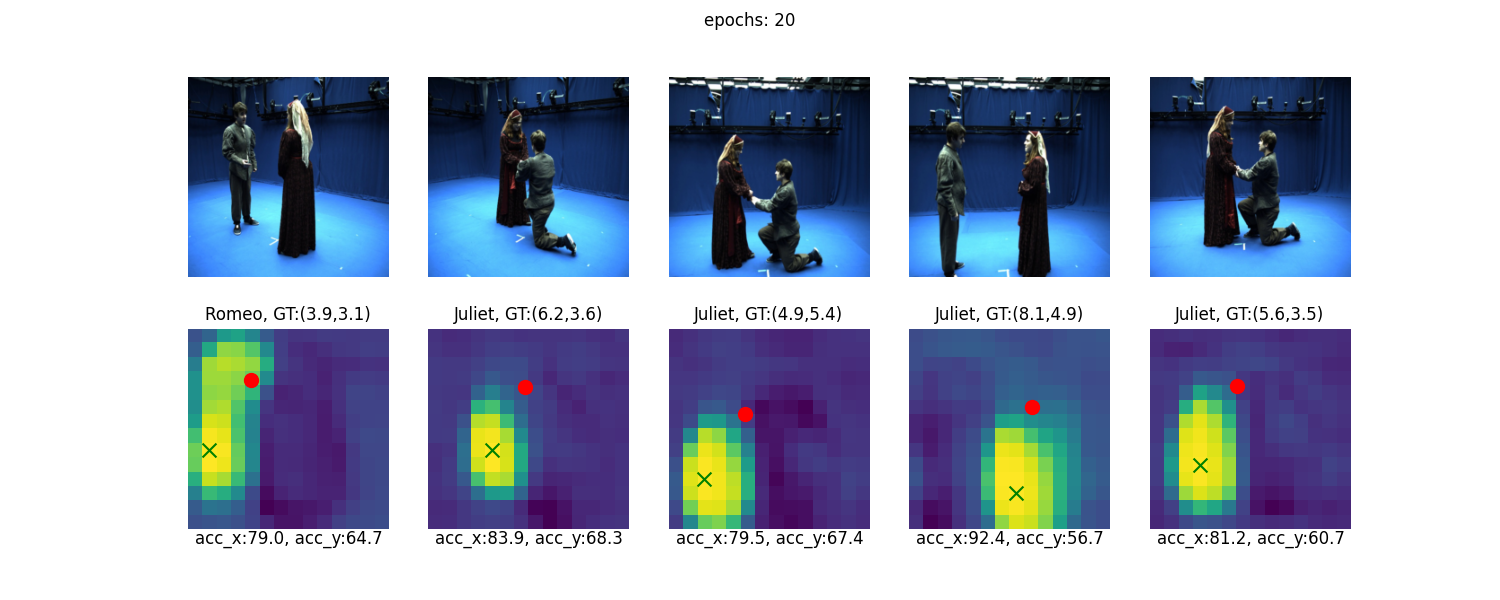 epochs: 20
Romeo, GT:(3.9,3.1)
Juliet, GT:(6.2,3.6)
Juliet, GT:(4.9,5.4)
Juliet, GT:(8.1,4.9)
Juliet, GT:(5.6,3.5)
acc_x:79.0, acc_y:64.7
acc_x:83.9, acc_y:68.3
acc_x:79.5, acc_y:67.4
acc_x:92.4, acc_y:56.7
acc_x:81.2, acc_y:60.7